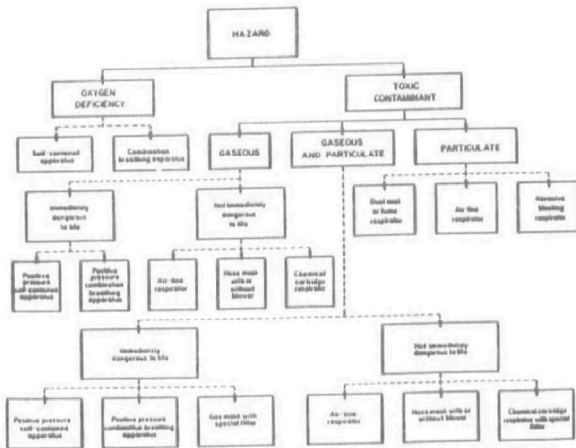 HAZARD
OXYGEN
DEFICIENCY
TOXIC
CONTAMINANT
Self-contained
apparatus
Combination
breathing apparatus
GASEOUS
GASEOUS
AND PARTICULATE
PARTICULATE
Immediately
dangerous
to life
Not immediately
dangerous
to life
Dust mist
or fume
respirator
Air-line
respirator
Abrasive
blasting
respirator
Positive
pressure
self-contained
apparatus
Positive
pressure
combination
breathing
apparatus
Air-line
respirator
Hose mask
with or
without
blower
Chemical
cartridge
respirator
Immediately
dangerous to life
Not immediately
dangerous to life
Positive pressure
self-contained
apparatus
Positive pressure
combination breathing
apparatus
Gas mask with
special filter
Air-line
respirator
Hose mask with or
without blower
Chemical cartridge
respirator with special
filter